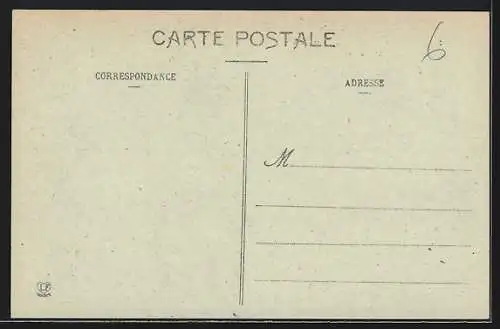 CARTE POSTALE
6
CORRESPONDANCE
ADRESSE
M